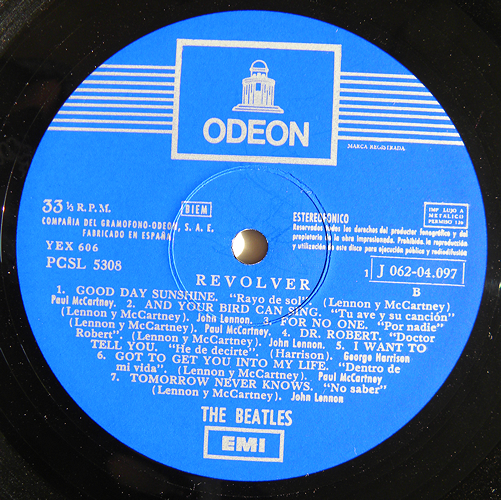 ODEON
MARCA REGISTRADA
33 ⅓ R.P.M.
COMPAÑIA DEL GRAMOFONO-ODEON, S. A. E.
FABRICADO EN ESPAÑA
BIEM
YEX 606
PCSL 5308
IMP LUJO A
METALICO
PERMISO 136
ESTEREOFONICO
Reservados todos los derechos del productor fonográfico y del
propietario de la obra impresionada. Prohibida la reproducción
y utilización de este disco para ejecución pública y radiodifusión
1 J 062-04.097
B
REVOLVER
1. GOOD DAY SUNSHINE. "Rayo de sol". (Lennon y McCartney)
Paul McCartney. 2. AND YOUR BIRD CAN SING. "Tu ave y su canción"
(Lennon y McCartney). John Lennon. 3. FOR NO ONE. "Por nadie"
(Lennon y McCartney). Paul McCartney. 4. DR. ROBERT. "Doctor
Robert". (Lennon y McCartney). John Lennon. 5. I WANT TO
TELL YOU. "He de decirte". (Harrison). George Harrison
6. GOT TO GET YOU INTO MY LIFE. "Dentro de
mi vida". (Lennon y McCartney) Paul McCartney
7. TOMORROW NEVER KNOWS. "No saber"
(Lennon y McCartney) John Lennon
THE BEATLES
EMI